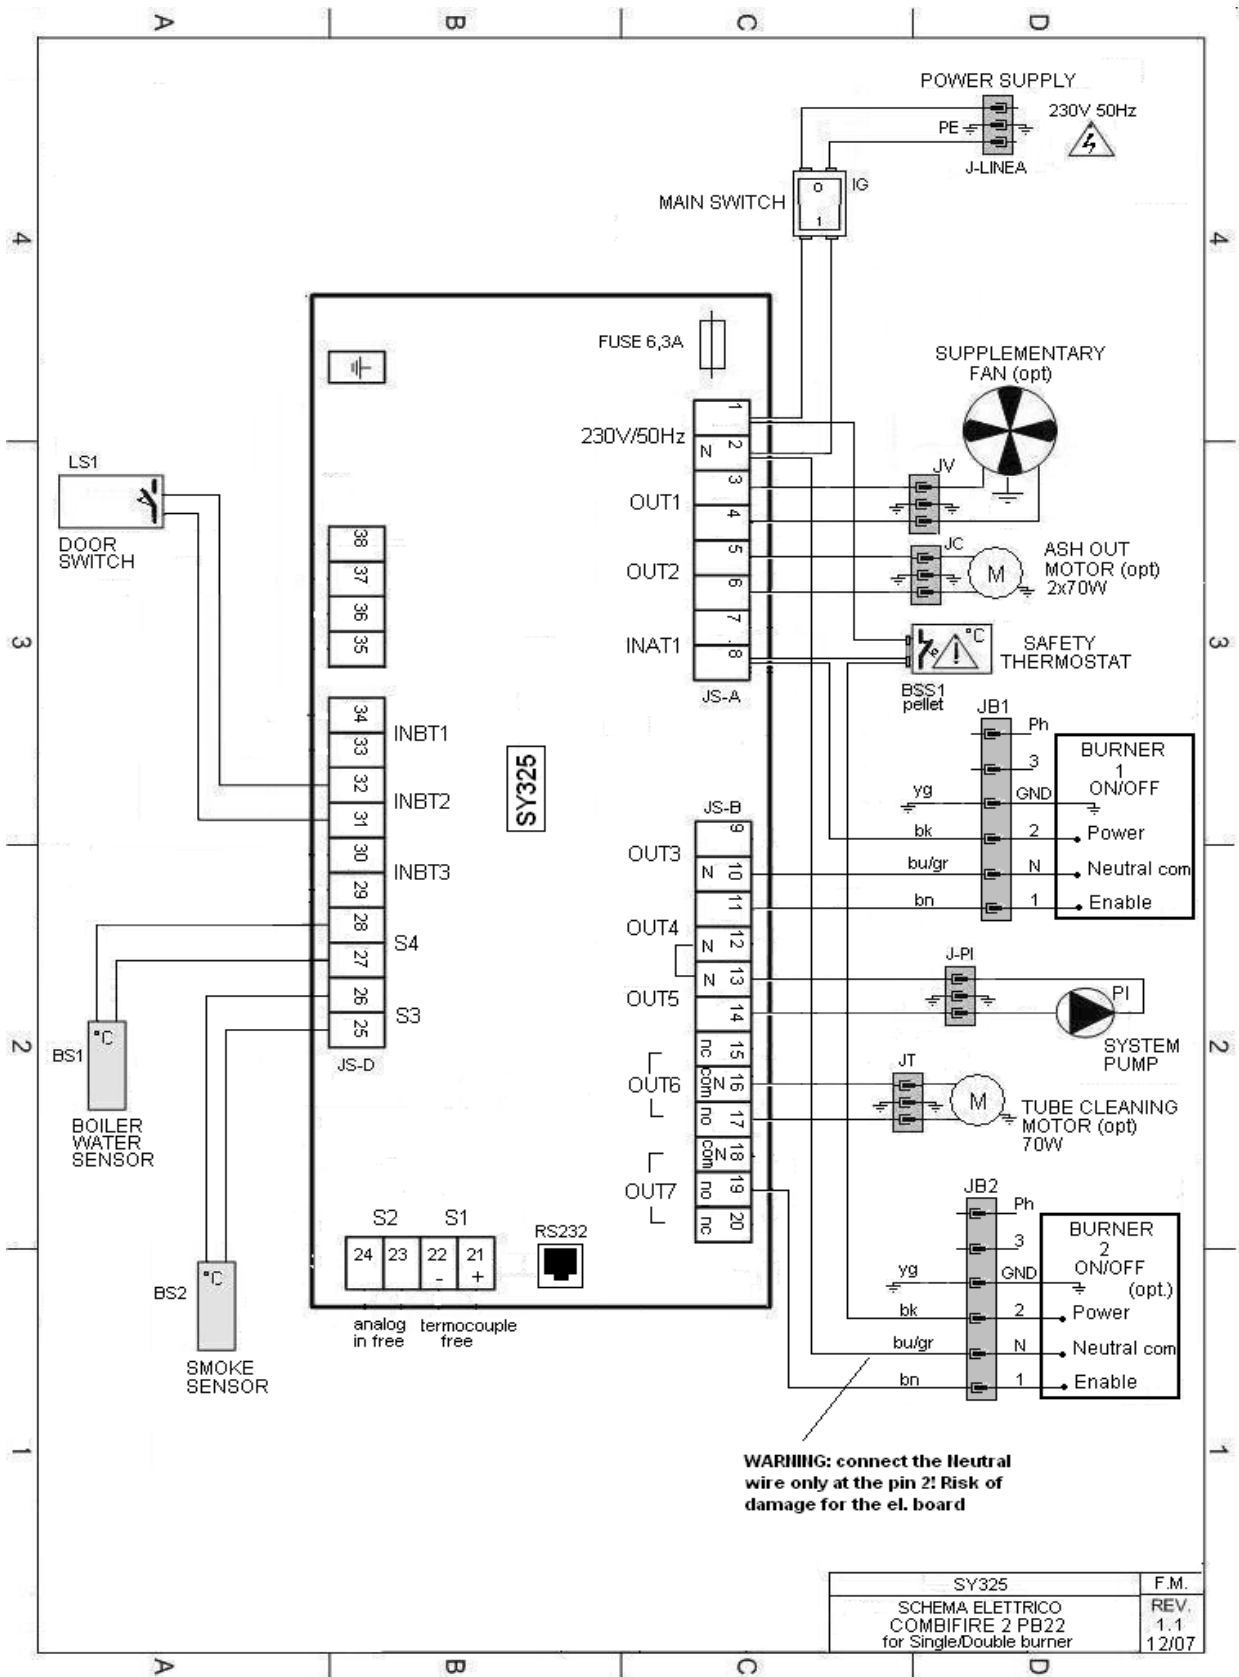 A B C D
POWER SUPPLY
230V 50Hz
PE
J-LINEA
IG
0
1
MAIN SWITCH
4
4
FUSE 6,3A
SUPPLEMENTARY
FAN (opt)
1
230V/50Hz
N 2
LS1
JV
3
OUT1
4
DOOR
SWITCH
38
37
36
35
5
OUT2
6
JC
M
ASH OUT
MOTOR (opt)
2x70W
7
INAT1
8
°C
SAFETY
THERMOSTAT
3
3
JS-A
BSS1
pellet
34
INBT1
33
32
INBT2
31
30
INBT3
29
28
S4
27
26
S3
25
JS-D
SY325
JB1
Ph
3
yg
GND
bk
2
bu/gr
N
bn
1
BURNER
1
ON/OFF
Power
Neutral com
Enable
JS-B
9
OUT3
N 10
11
OUT4
N 12
N 13
OUT5
14
nc 15
OUT6
com N 16
no 17
com N 18
OUT7
no 19
nc 20
J-PI
PI
SYSTEM
PUMP
2
2
BS1
°C
BOILER
WATER
SENSOR
JT
M
TUBE CLEANING
MOTOR (opt)
70W
S2 S1
RS232
24 23 22 21
- +
analog
in free
termocouple
free
BS2
°C
SMOKE
SENSOR
JB2
Ph
3
yg
GND
bk
2
bu/gr
N
bn
1
BURNER
2
ON/OFF
(opt.)
Power
Neutral com
Enable
1
1
WARNING: connect the Neutral
wire only at the pin 2! Risk of
damage for the el. board
SY325
F.M.
SCHEMA ELETTRICO
COMBIFIRE 2 PB22
for Single/Double burner
REV.
1.1
12/07
A B C D